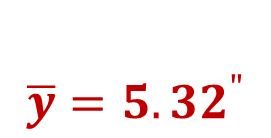 y̅ = 5.32"